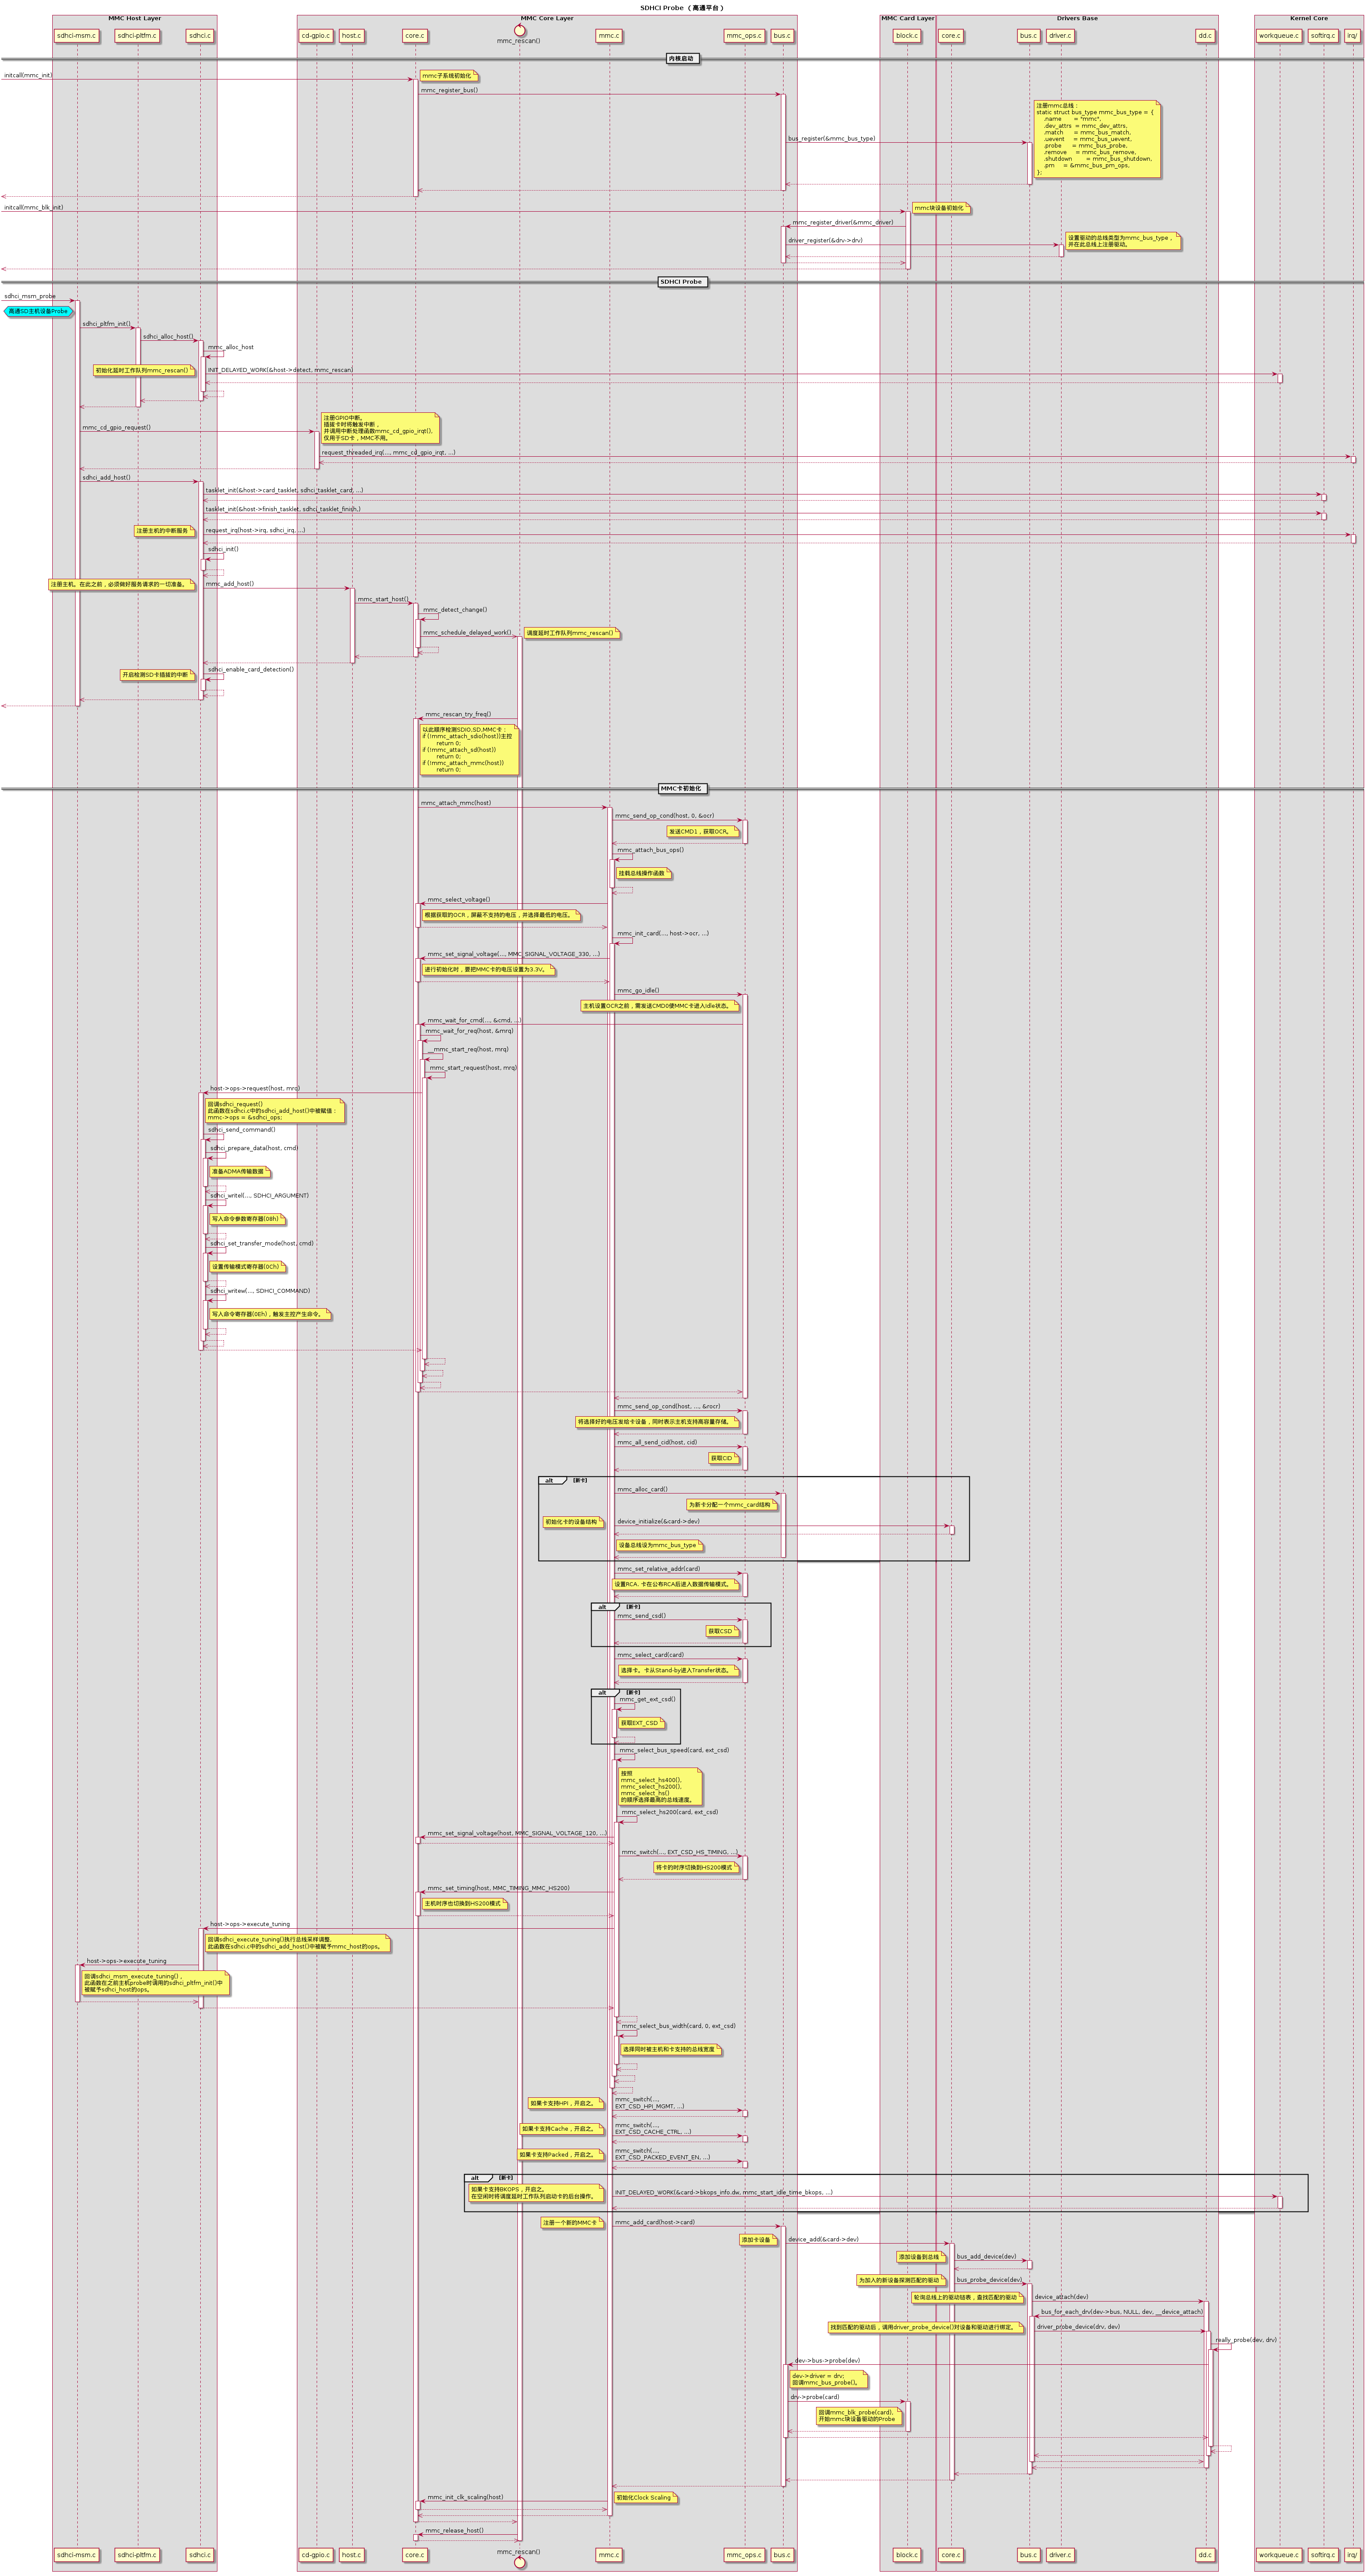 SDHCI Probe （高通平台）
MMC Host Layer
MMC Core Layer
MMC Card Layer
Drivers Base
Kernel Core
sdhci-msm.c
sdhci-pltfm.c
sdhci.c
cd-gpio.c
host.c
core.c
mmc_rescan()
mmc.c
mmc_ops.c
bus.c
block.c
core.c
bus.c
driver.c
dd.c
workqueue.c
softirq.c
irq/
内核启动
initcall(mmc_init)
mmc子系统初始化
mmc_register_bus()
注册mmc总线：
static struct bus_type mmc_bus_type = {
.name = "mmc",
.dev_attrs = mmc_dev_attrs,
.match = mmc_bus_match,
.uevent = mmc_bus_uevent,
.probe = mmc_bus_probe,
.remove = mmc_bus_remove,
.shutdown = mmc_bus_shutdown,
.pm = &mmc_bus_pm_ops,
};
bus_register(&mmc_bus_type)
initcall(mmc_blk_init)
mmc块设备初始化
mmc_register_driver(&mmc_driver)
driver_register(&drv->drv)
设置驱动的总线类型为mmc_bus_type，
并在此总线上注册驱动。
SDHCI Probe
sdhci_msm_probe
高通SD主机设备Probe
sdhci_pltfm_init()
sdhci_alloc_host()
mmc_alloc_host
初始化延时工作队列mmc_rescan()
INIT_DELAYED_WORK(&host->detect, mmc_rescan)
mmc_cd_gpio_request()
注册GPIO中断。
插拔卡时将触发中断，
并调用中断处理函数mmc_cd_gpio_irqt().
仅用于SD卡，MMC不用。
request_threaded_irq(..., mmc_cd_gpio_irqt, ...)
sdhci_add_host()
tasklet_init(&host->card_tasklet, sdhci_tasklet_card, ...)
tasklet_init(&host->finish_tasklet, sdhci_tasklet_finish,)
注册主机的中断服务
request_irq(host->irq, sdhci_irq, ...)
sdhci_init()
注册主机。在此之前，必须做好服务请求的一切准备。
mmc_add_host()
mmc_start_host()
mmc_detect_change()
mmc_schedule_delayed_work()
调度延时工作队列mmc_rescan()
开启检测SD卡插拔的中断
sdhci_enable_card_detection()
mmc_rescan_try_freq()
以此顺序检测SDIO,SD,MMC卡：
if (!mmc_attach_sdio(host))主控
return 0;
if (!mmc_attach_sd(host))
return 0;
if (!mmc_attach_mmc(host))
return 0;
MMC卡初始化
mmc_attach_mmc(host)
mmc_send_op_cond(host, 0, &ocr)
发送CMD1，获取OCR。
mmc_attach_bus_ops()
挂载总线操作函数
mmc_select_voltage()
根据获取的OCR，屏蔽不支持的电压，并选择最低的电压。
mmc_init_card(..., host->ocr, ...)
mmc_set_signal_voltage(..., MMC_SIGNAL_VOLTAGE_330, ...)
进行初始化时，要把MMC卡的电压设置为3.3V。
mmc_go_idle()
主机设置OCR之前，需发送CMD0使MMC卡进入idle状态。
mmc_wait_for_cmd(..., &cmd, ...)
mmc_wait_for_req(host, &mrq)
__mmc_start_req(host, mrq)
mmc_start_request(host, mrq)
host->ops->request(host, mrq)
回调sdhci_request()
此函数在sdhci.c中的sdhci_add_host()中被赋值：
mmc->ops = &sdhci_ops;
sdhci_send_command()
sdhci_prepare_data(host, cmd)
准备ADMA传输数据
sdhci_writel(..., SDHCI_ARGUMENT)
写入命令参数寄存器(08h)
sdhci_set_transfer_mode(host, cmd)
设置传输模式寄存器(0Ch)
sdhci_writew(..., SDHCI_COMMAND)
写入命令寄存器(0Eh)，触发主控产生命令。
mmc_send_op_cond(host, ..., &rocr)
将选择好的电压发给卡设备，同时表示主机支持高容量存储。
mmc_all_send_cid(host, cid)
获取CID
alt [新卡]
mmc_alloc_card()
为新卡分配一个mmc_card结构
初始化卡的设备结构
device_initialize(&card->dev)
设备总线设为mmc_bus_type
mmc_set_relative_addr(card)
设置RCA. 卡在公布RCA后进入数据传输模式。
alt [新卡]
mmc_send_csd()
获取CSD
mmc_select_card(card)
选择卡。卡从Stand-by进入Transfer状态。
alt [新卡]
mmc_get_ext_csd()
获取EXT_CSD
mmc_select_bus_speed(card, ext_csd)
按照
mmc_select_hs400(),
mmc_select_hs200(),
mmc_select_hs()
的顺序选择最高的总线速度。
mmc_select_hs200(card, ext_csd)
mmc_set_signal_voltage(host, MMC_SIGNAL_VOLTAGE_120, ...)
mmc_switch(..., EXT_CSD_HS_TIMING, ...)
将卡的时序切换到HS200模式
mmc_set_timing(host, MMC_TIMING_MMC_HS200)
主机时序也切换到HS200模式
host->ops->execute_tuning
回调sdhci_execute_tuning()执行总线采样调整.
此函数在sdhci.c中的sdhci_add_host()中被赋予mmc_host的ops。
host->ops->execute_tuning
回调sdhci_msm_execute_tuning()，
此函数在之前主机probe时调用的sdhci_pltfm_init()中
被赋予sdhci_host的ops。
mmc_select_bus_width(card, 0, ext_csd)
选择同时被主机和卡支持的总线宽度
如果卡支持HPI，开启之。
mmc_switch(...,
EXT_CSD_HPI_MGMT, ...)
如果卡支持Cache，开启之。
mmc_switch(...,
EXT_CSD_CACHE_CTRL, ...)
如果卡支持Packed，开启之。
mmc_switch(...,
EXT_CSD_PACKED_EVENT_EN, ...)
alt [新卡]
如果卡支持BKOPS，开启之。
在空闲时将调度延时工作队列启动卡的后台操作。
INIT_DELAYED_WORK(&card->bkops_info.dw, mmc_start_idle_time_bkops, ...)
注册一个新的MMC卡
mmc_add_card(host->card)
添加卡设备
device_add(&card->dev)
添加设备到总线
bus_add_device(dev)
为加入的新设备探测匹配的驱动
bus_probe_device(dev)
轮询总线上的驱动链表，查找匹配的驱动
device_attach(dev)
bus_for_each_drv(dev->bus, NULL, dev, __device_attach)
找到匹配的驱动后，调用driver_probe_device()对设备和驱动进行绑定。
driver_probe_device(drv, dev)
really_probe(dev, drv)
dev->bus->probe(dev)
dev->driver = drv;
回调mmc_bus_probe()。
drv->probe(card)
回调mmc_blk_probe(card).
开始mmc块设备驱动的Probe
mmc_init_clk_scaling(host)
初始化Clock Scaling
mmc_release_host()
sdhci-msm.c
sdhci-pltfm.c
sdhci.c
cd-gpio.c
host.c
core.c
mmc_rescan()
mmc.c
mmc_ops.c
bus.c
block.c
core.c
bus.c
driver.c
dd.c
workqueue.c
softirq.c
irq/